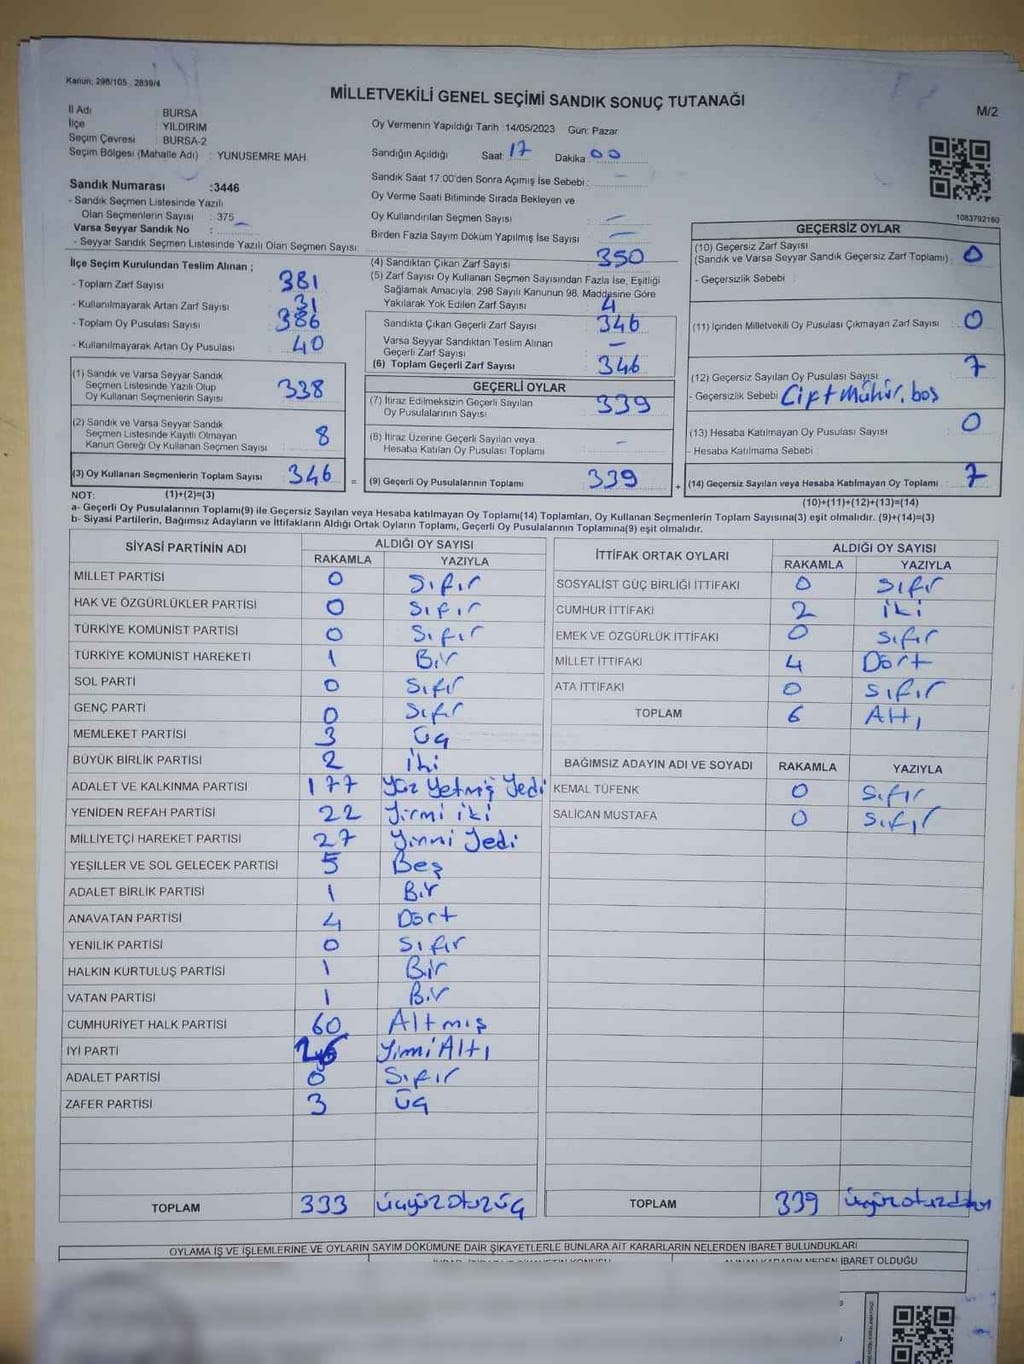 Kanun: 298/105 . 2839/4
MİLLETVEKİLİ GENEL SEÇİMİ SANDIK SONUÇ TUTANAĞI
M/2
İl Adı : BURSA
İlçe : YILDIRIM
Seçim Çevresi : BURSA-2
Seçim Bölgesi (Mahalle Adı) : YUNUSEMRE MAH.
Oy Vermenin Yapıldığı Tarih :14/05/2023 Gün: Pazar
Sandığın Açıldığı Saat: 17 Dakika: 00
Sandık Saat 17:00'den Sonra Açımış İse Sebebi : —
Oy Verme Saati Bitiminde Sırada Bekleyen ve
Oy Kullandırılan Seçmen Sayısı : —
Birden Fazla Sayım Döküm Yapılmış İse Sayısı —
1083792160
Sandık Numarası :3446
- Sandık Seçmen Listesinde Yazılı
Olan Seçmenlerin Sayısı : 375
Varsa Seyyar Sandık No : —
- Seyyar Sandık Seçmen Listesinde Yazılı Olan Seçmen Sayısı:
İlçe Seçim Kurulundan Teslim Alınan ;
- Toplam Zarf Sayısı : 381
- Kullanılmayarak Artan Zarf Sayısı : 31
- Toplam Oy Pusulası Sayısı : 386
- Kullanılmayarak Artan Oy Pusulası : 40
(1) Sandık ve Varsa Seyyar Sandık
Seçmen Listesinde Yazılı Olup
Oy Kullanan Seçmenlerin Sayısı 338
(2) Sandık ve Varsa Seyyar Sandık
Seçmen Listesinde Kayıtlı Olmayan
Kanun Gereği Oy Kullanan Seçmen Sayısı 8
(3) Oy Kullanan Seçmenlerin Toplam Sayısı 346
(4) Sandıktan Çıkan Zarf Sayısı 350
(5) Zarf Sayısı Oy Kullanan Seçmen Sayısından Fazla İse, Eşitliği
Sağlamak Amacıyla, 298 Sayılı Kanunun 98. Maddesine Göre
Yakılarak Yok Edilen Zarf Sayısı 4
Sandıkta Çıkan Geçerli Zarf Sayısı 346
Varsa Seyyar Sandıktan Teslim Alınan
Geçerli Zarf Sayısı —
(6) Toplam Geçerli Zarf Sayısı 346
GEÇERLİ OYLAR
(7) İtiraz Edilmeksizin Geçerli Sayılan
Oy Pusulalarının Sayısı 339
(8) İtiraz Üzerine Geçerli Sayılan veya
Hesaba Katılan Oy Pusulası Toplamı —
= (9) Geçerli Oy Pusulalarının Toplamı 339
GEÇERSİZ OYLAR
(10) Geçersiz Zarf Sayısı
(Sandık ve Varsa Seyyar Sandık Geçersiz Zarf Toplamı) : 0
- Geçersizlik Sebebi :
(11) İçinden Milletvekili Oy Pusulası Çıkmayan Zarf Sayısı : 0
(12) Geçersiz Sayılan Oy Pusulası Sayısı : 7
- Geçersizlik Sebebi Çift Mühür. boş
(13) Hesaba Katılmayan Oy Pusulası Sayısı : 0
- Hesaba Katılmama Sebebi :
+ (14) Geçersiz Sayılan veya Hesaba Katılmayan Oy Toplamı : 7
NOT: (1)+(2)=(3)
(10)+(11)+(12)+(13)=(14)
a- Geçerli Oy Pusulalarının Toplamı(9) ile Geçersiz Sayılan veya Hesaba katılmayan Oy Toplamı(14) Toplamları, Oy Kullanan Seçmenlerin Toplam Sayısına(3) eşit olmalıdır. (9)+(14)=(3)
b- Siyasi Partilerin, Bağımsız Adayların ve İttifakların Aldığı Ortak Oyların Toplamı, Geçerli Oy Pusulalarının Toplamına(9) eşit olmalıdır.
SİYASİ PARTİNİN ADI ALDIĞI OY SAYISI
RAKAMLA YAZIYLA
MİLLET PARTİSİ 0 Sıfır
HAK VE ÖZGÜRLÜKLER PARTİSİ 0 Sıfır
TÜRKİYE KOMÜNİST PARTİSİ 0 Sıfır
TÜRKİYE KOMÜNİST HAREKETİ 1 Bir
SOL PARTİ 0 Sıfır
GENÇ PARTİ 0 Sıfır
MEMLEKET PARTİSİ 3 üç
BÜYÜK BİRLİK PARTİSİ 2 iki
ADALET VE KALKINMA PARTİSİ 177 Yüz Yetmiş Yedi
YENİDEN REFAH PARTİSİ 22 Yirmi iki
MİLLİYETÇİ HAREKET PARTİSİ 27 Yirmi Yedi
YEŞİLLER VE SOL GELECEK PARTİSİ 5 Beş
ADALET BİRLİK PARTİSİ 1 Bir
ANAVATAN PARTİSİ 4 Dört
YENİLİK PARTİSİ 0 Sıfır
HALKIN KURTULUŞ PARTİSİ 1 Bir
VATAN PARTİSİ 1 Bir
CUMHURİYET HALK PARTİSİ 60 Altmış
İYİ PARTİ 26 Yimi Altı
ADALET PARTİSİ 0 Sıfır
ZAFER PARTİSİ 3 üç
TOPLAM 333 üçyüzotuzüç
İTTİFAK ORTAK OYLARI ALDIĞI OY SAYISI
RAKAMLA YAZIYLA
SOSYALİST GÜÇ BİRLİĞİ İTTİFAKI 0 Sıfır
CUMHUR İTTİFAKI 2 iki
EMEK VE ÖZGÜRLÜK İTTİFAKI 0 Sıfır
MİLLET İTTİFAKI 4 Dört
ATA İTTİFAKI 0 Sıfır
TOPLAM 6 Altı
BAĞIMSIZ ADAYIN ADI VE SOYADI RAKAMLA YAZIYLA
KEMAL TÜFENK 0 Sıfır
SALİCAN MUSTAFA 0 Sıfır
TOPLAM 339
OYLAMA İŞ VE İŞLEMLERİNE VE OYLARIN SAYIM DÖKÜMÜNE DAİR ŞİKAYETLERLE BUNLARA AİT KARARLARIN NELERDEN İBARET BULUNDUKLARI
İBARET OLDUĞU